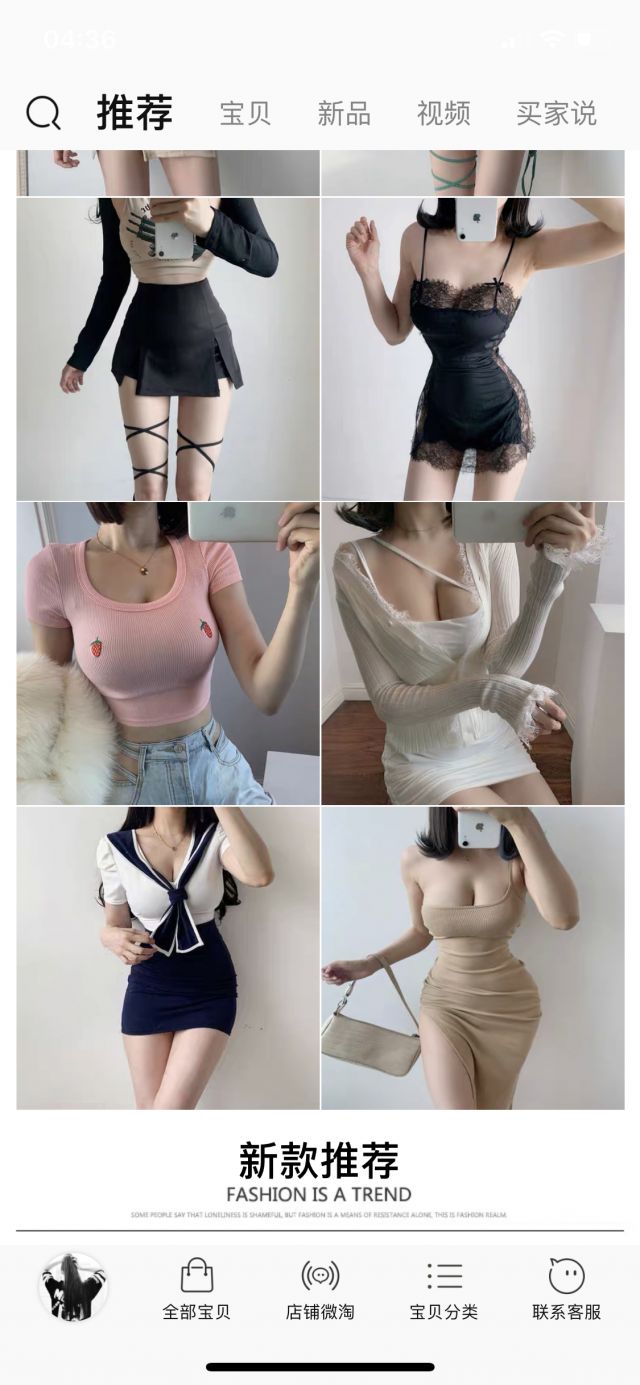 04:36
推荐 宝贝 新品 视频 买家说
新款推荐
FASHION IS A TREND
SOME PEOPLE SAY THAT LONELINESS IS SHAMEFUL, BUT FASHION IS A MEANS OF RESISTANCE ALONE, THIS IS FASHION REALM.
全部宝贝 店铺微淘 宝贝分类 联系客服